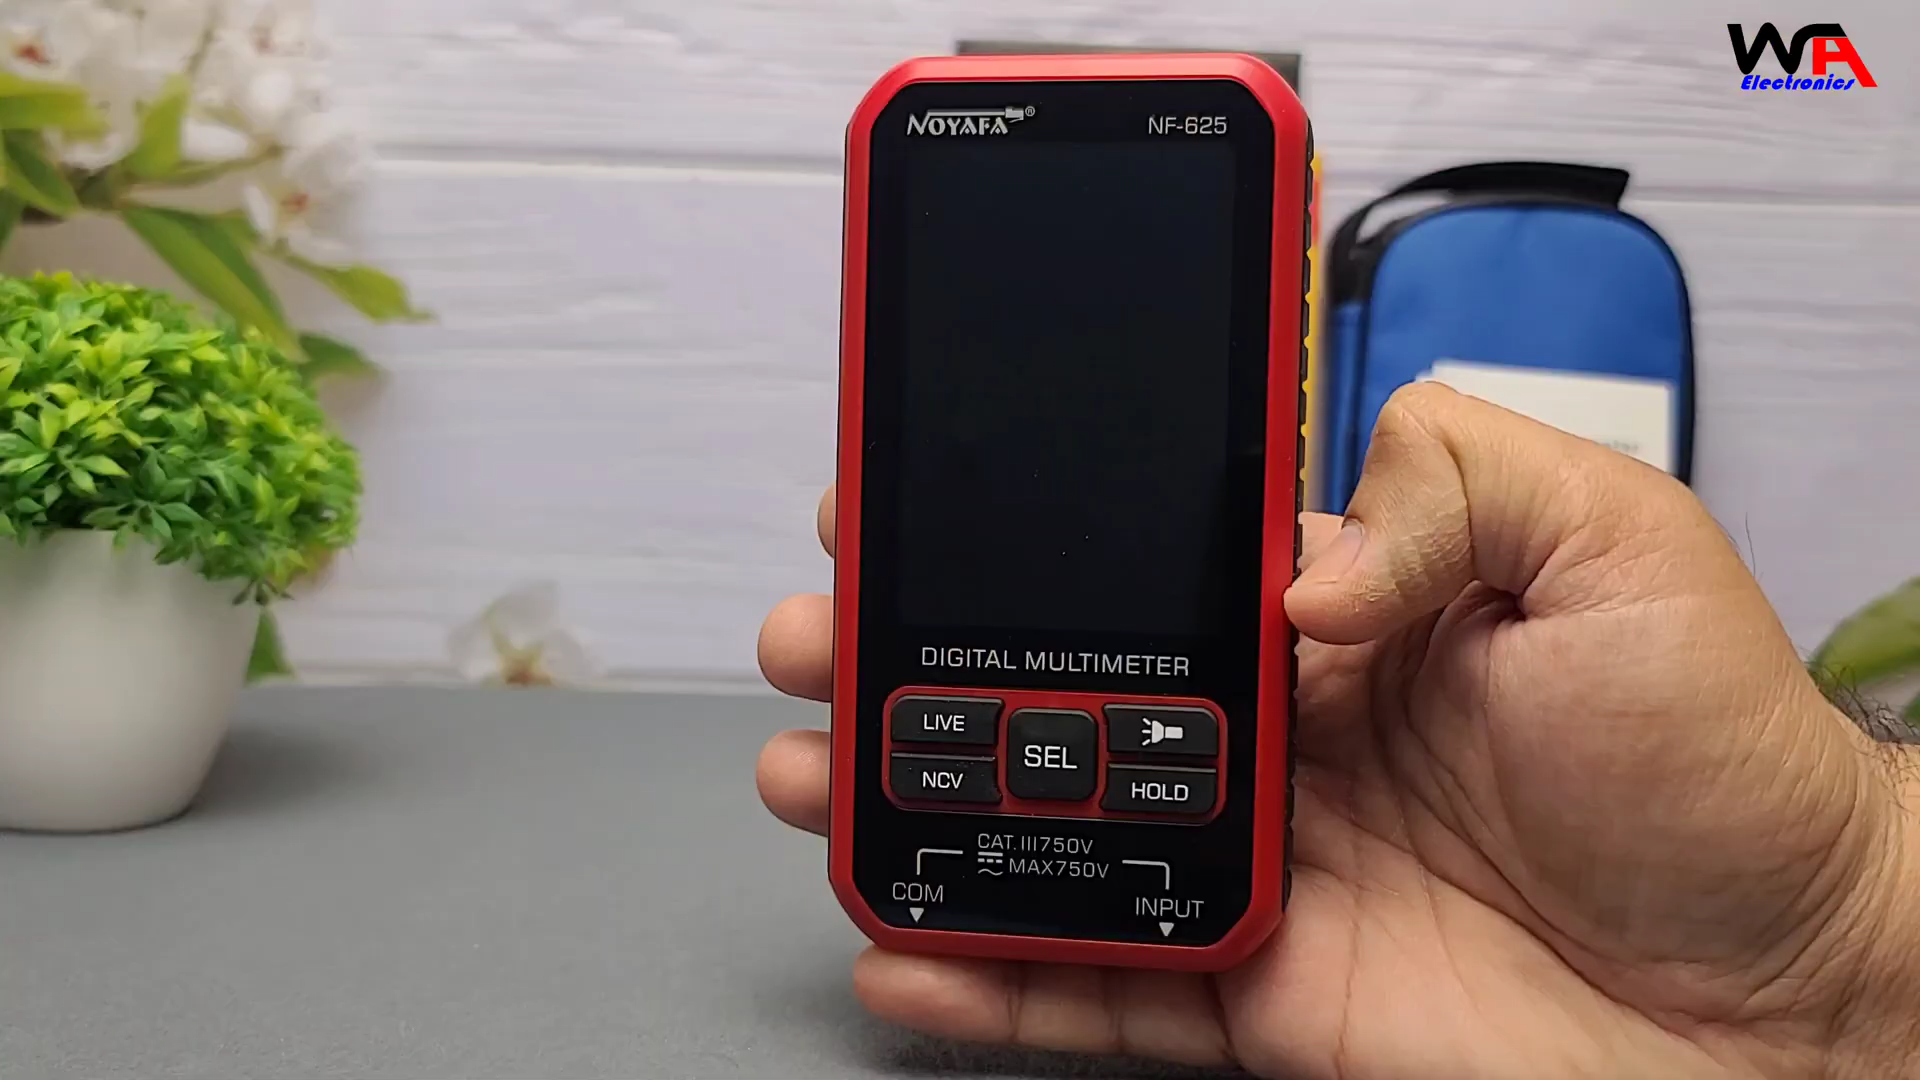 WA
Electronics
NOYAFA®
NF-625
DIGITAL MULTIMETER
LIVE
SEL
NCV
HOLD
CAT.III750V
MAX750V
COM
INPUT